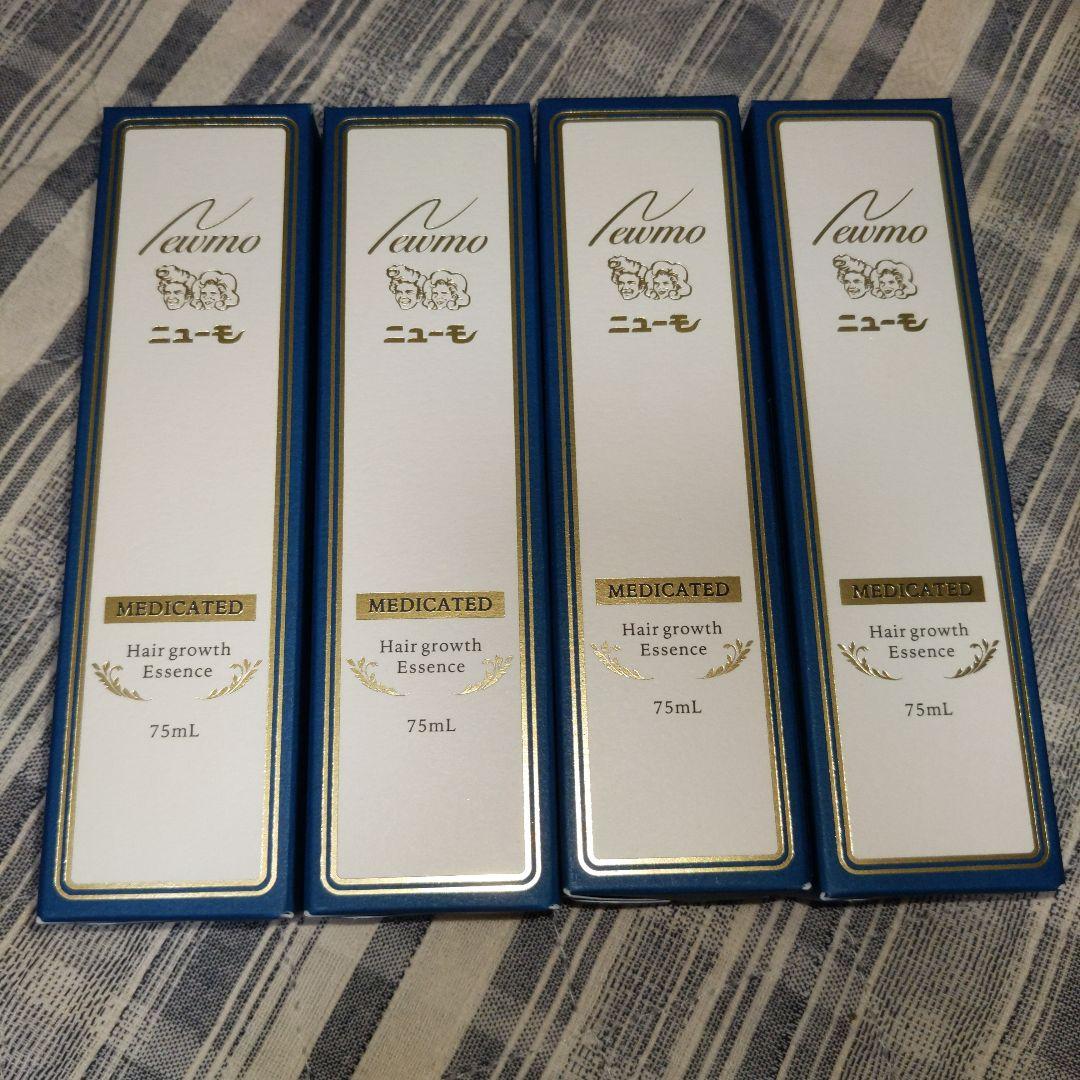 Newmo
ニューモ
MEDICATED
Hair growth
Essence
75mL
Newmo
ニューモ
MEDICATED
Hair growth
Essence
75mL
Newmo
ニューモ
MEDICATED
Hair growth
Essence
75mL
Newmo
ニューモ
MEDICATED
Hair growth
Essence
75mL